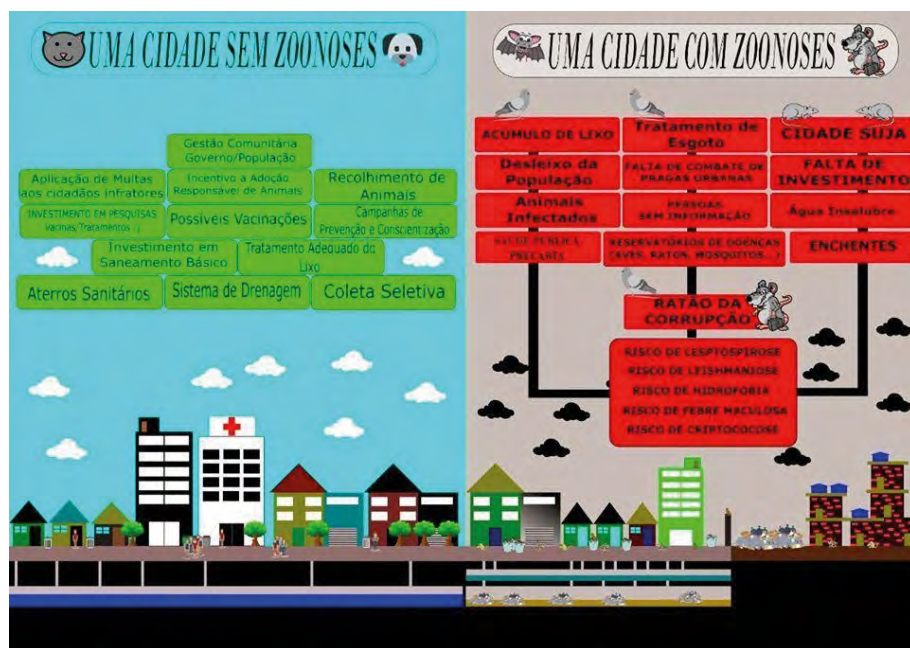 UMA CIDADE SEM ZOONOSES
Gestão Comunitária
Governo/População
Aplicação de Multas
aos cidadãos infratores
Incentivo a Adoção
Responsável de Animais
Recolhimento de
Animais
INVESTIMENTO EM PESQUISAS
Possíveis Vacinações
Campanhas de
Prevenção e Conscientização
Investimento em
Saneamento Básico
Tratamento Adequado do
Lixo
Aterros Sanitários
Sistema de Drenagem
Coleta Seletiva
UMA CIDADE COM ZOONOSES
ACÚMULO DE LIXO
Tratamento de
Esgoto
CIDADE SUJA
Desleixo da
População
FALTA DE COMBATE DE
PRAGAS URBANAS
FALTA DE
INVESTIMENTO
Animais
Infectados
PESSOAS
SEM INFORMAÇÃO
Água Insalubre
SAÚDE PÚBLICA
PRECÁRIA
RESERVATÓRIOS DE DOENÇAS
(AVES, RATOS, MOSQUITOS...)
ENCHENTES
RATÃO DA
CORRUPÇÃO
RISCO DE LESPTOSPIROSE
RISCO DE LEISHMANIOSE
RISCO DE HIDROFOBIA
RISCO DE FEBRE MACULOSA
RISCO DE CRIPTOCOCOSE